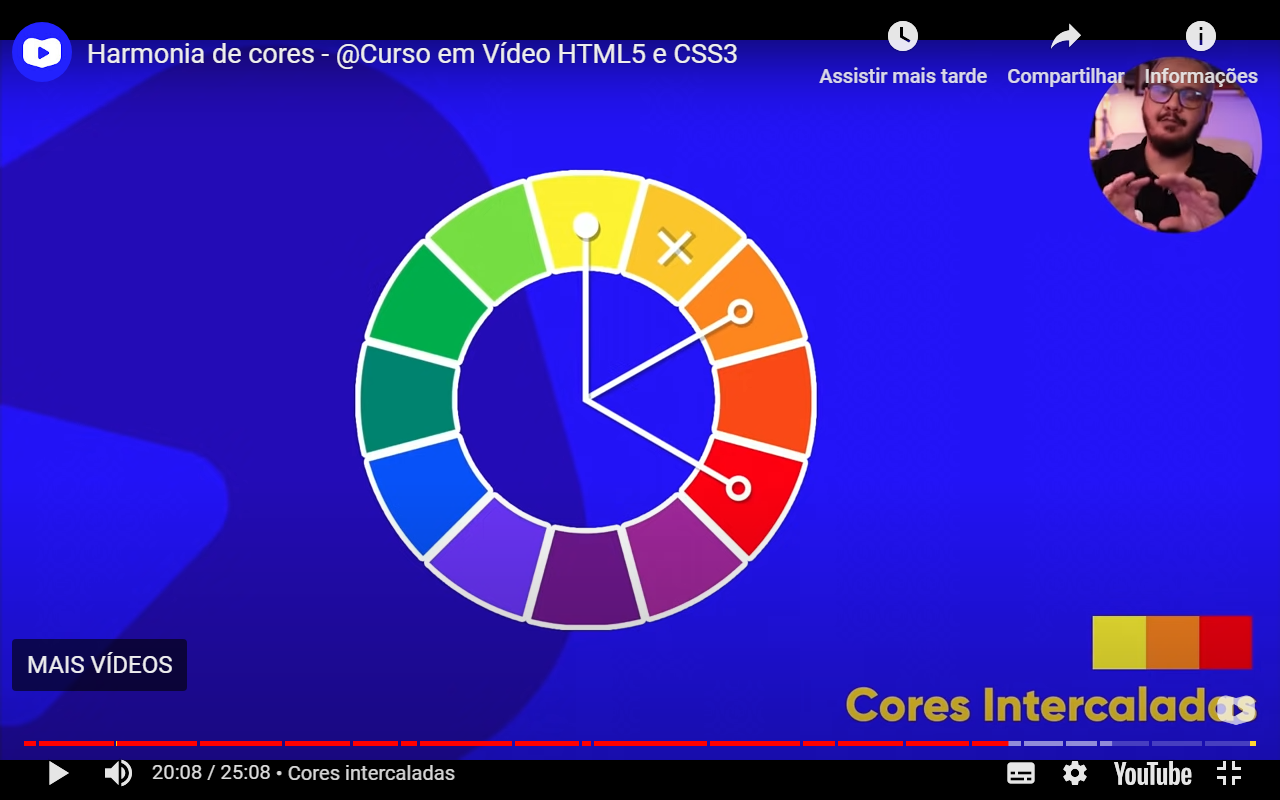 Harmonia de cores - @Curso em Vídeo HTML5 e CSS3
Assistir mais tarde
Compartilhar
Informações
MAIS VÍDEOS
Cores Intercaladas
20:08 / 25:08 • Cores intercaladas
YouTube